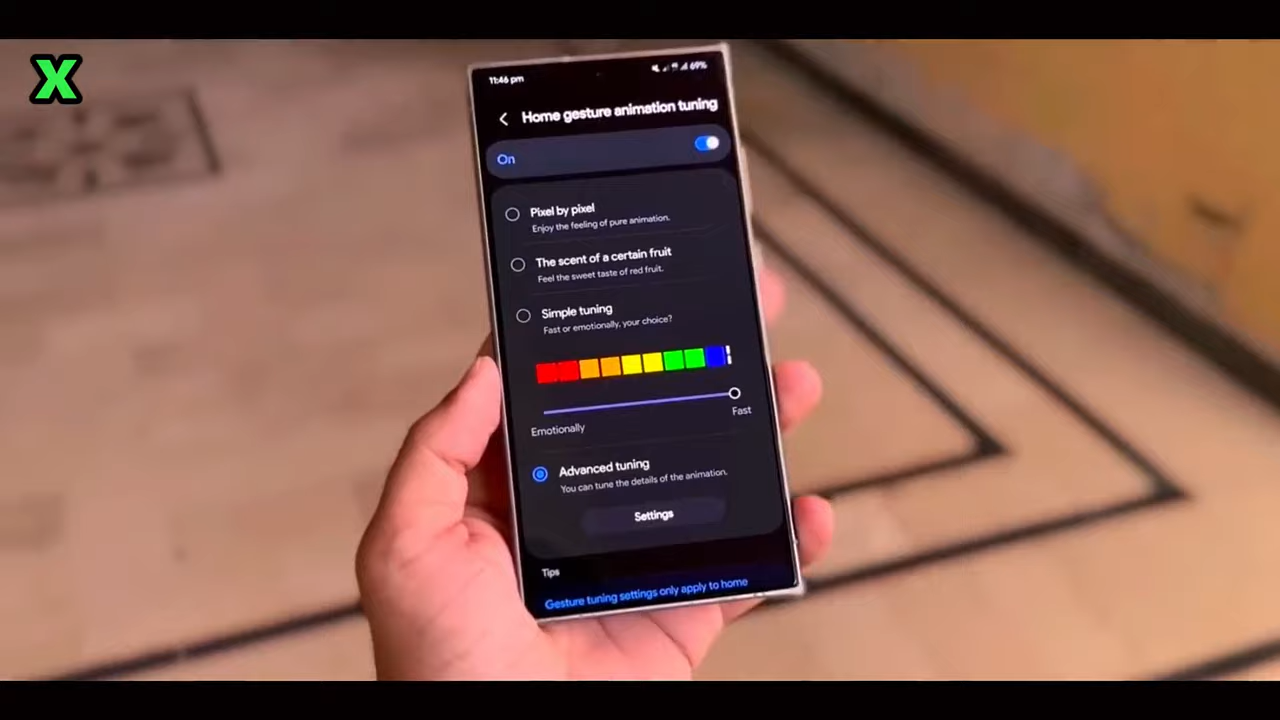 X
11:46 pm 69%
Home gesture animation tuning
On
Pixel by pixel
Enjoy the feeling of pure animation.
The scent of a certain fruit
Feel the sweet taste of red fruit.
Simple tuning
Fast or emotionally, your choice?
Fast
Emotionally
Advanced tuning
You can tune the details of the animation.
Settings
Tips
Gesture tuning settings only apply to home